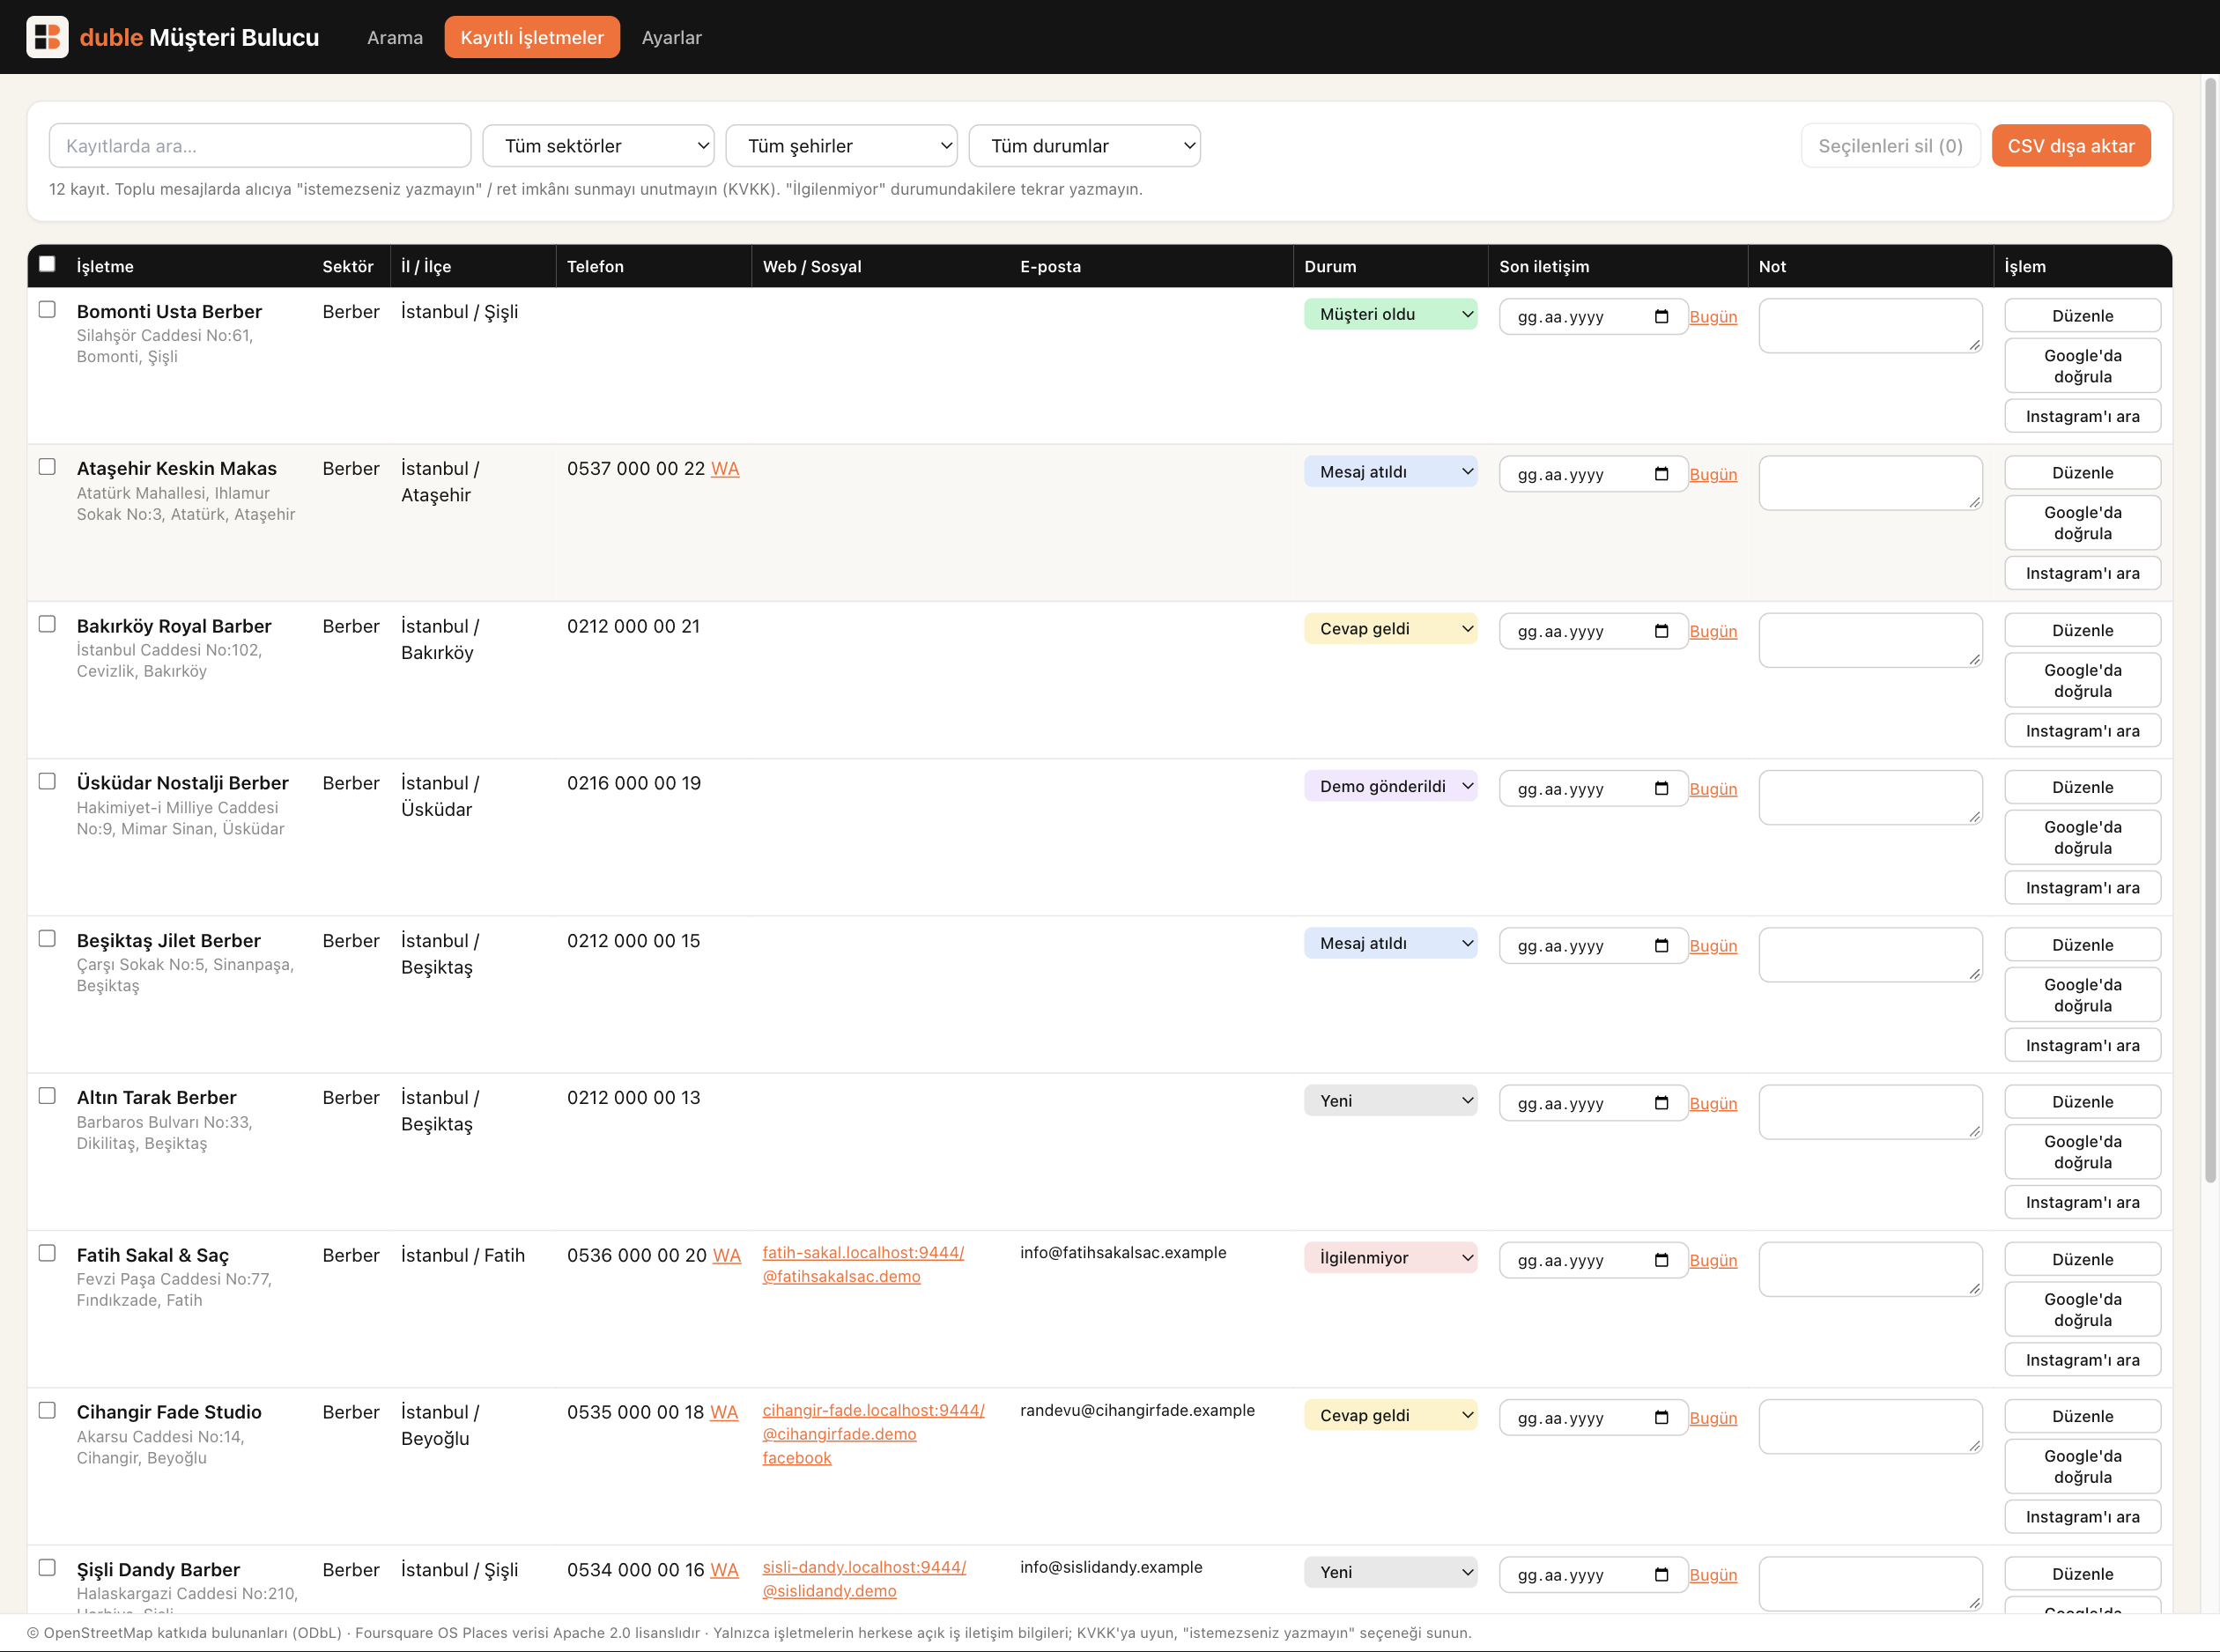 duble Müşteri Bulucu Arama Kayıtlı İşletmeler Ayarlar
Kayıtlarda ara... Tüm sektörler Tüm şehirler Tüm durumlar Seçilenleri sil (0) CSV dışa aktar
12 kayıt. Toplu mesajlarda alıcıya "istemezseniz yazmayın" / ret imkânı sunmayı unutmayın (KVKK). "İlgilenmiyor" durumundakilere tekrar yazmayın.
İşletme Sektör İl / İlçe Telefon Web / Sosyal E-posta Durum Son iletişim Not İşlem
Bomonti Usta Berber Berber İstanbul / Şişli Müşteri oldu gg.aa.yyyy Bugün Düzenle
Silahşör Caddesi No:61,
Bomonti, Şişli
Google'da
doğrula
Instagram'ı ara
Ataşehir Keskin Makas Berber İstanbul / 0537 000 00 22 WA Mesaj atıldı gg.aa.yyyy Bugün Düzenle
Ataşehir
Atatürk Mahallesi, Ihlamur
Sokak No:3, Atatürk, Ataşehir
Google'da
doğrula
Instagram'ı ara
Bakırköy Royal Barber Berber İstanbul / 0212 000 00 21 Cevap geldi gg.aa.yyyy Bugün Düzenle
Bakırköy
İstanbul Caddesi No:102,
Cevizlik, Bakırköy
Google'da
doğrula
Instagram'ı ara
Üsküdar Nostalji Berber Berber İstanbul / 0216 000 00 19 Demo gönderildi gg.aa.yyyy Bugün Düzenle
Üsküdar
Hakimiyet-i Milliye Caddesi
No:9, Mimar Sinan, Üsküdar
Google'da
doğrula
Instagram'ı ara
Beşiktaş Jilet Berber Berber İstanbul / 0212 000 00 15 Mesaj atıldı gg.aa.yyyy Bugün Düzenle
Beşiktaş
Çarşı Sokak No:5, Sinanpaşa,
Beşiktaş
Google'da
doğrula
Instagram'ı ara
Altın Tarak Berber Berber İstanbul / 0212 000 00 13 Yeni gg.aa.yyyy Bugün Düzenle
Beşiktaş
Barbaros Bulvarı No:33,
Dikilitaş, Beşiktaş
Google'da
doğrula
Instagram'ı ara
Fatih Sakal & Saç Berber İstanbul / Fatih 0536 000 00 20 WA fatih-sakal.localhost:9444/ info@fatihsakalsac.example İlgilenmiyor gg.aa.yyyy Bugün Düzenle
@fatihsakalsac.demo
Fevzi Paşa Caddesi No:77,
Fındıkzade, Fatih
Google'da
doğrula
Instagram'ı ara
Cihangir Fade Studio Berber İstanbul / 0535 000 00 18 WA cihangir-fade.localhost:9444/ randevu@cihangirfade.example Cevap geldi gg.aa.yyyy Bugün Düzenle
Beyoğlu @cihangirfade.demo
facebook
Akarsu Caddesi No:14,
Cihangir, Beyoğlu
Google'da
doğrula
Instagram'ı ara
Şişli Dandy Barber Berber İstanbul / Şişli 0534 000 00 16 WA sisli-dandy.localhost:9444/ info@sislidandy.example Yeni gg.aa.yyyy Bugün Düzenle
@sislidandy.demo
Halaskargazi Caddesi No:210,
© OpenStreetMap katkıda bulunanları (ODbL) · Foursquare OS Places verisi Apache 2.0 lisanslıdır · Yalnızca işletmelerin herkese açık iş iletişim bilgileri; KVKK'ya uyun, "istemezseniz yazmayın" seçeneği sunun.